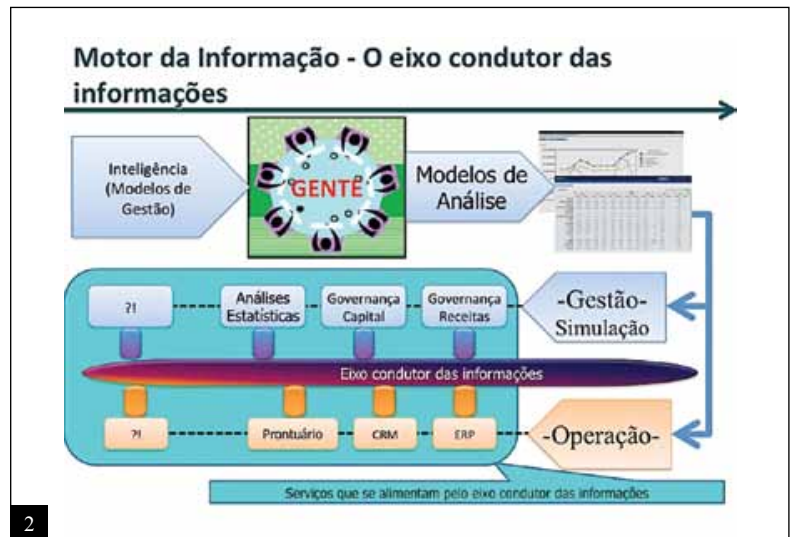 Motor da Informação - O eixo condutor das
informações
Inteligência
(Modelos de
Gestão)
GENTE
Modelos de
Análise
?!
Análises
Estatísticas
Governança
Capital
Governança
Receitas
-Gestão-
Simulação
Eixo condutor das informações
?!
Prontuário
CRM
ERP
-Operação-
Serviços que se alimentam pelo eixo condutor das informações
2